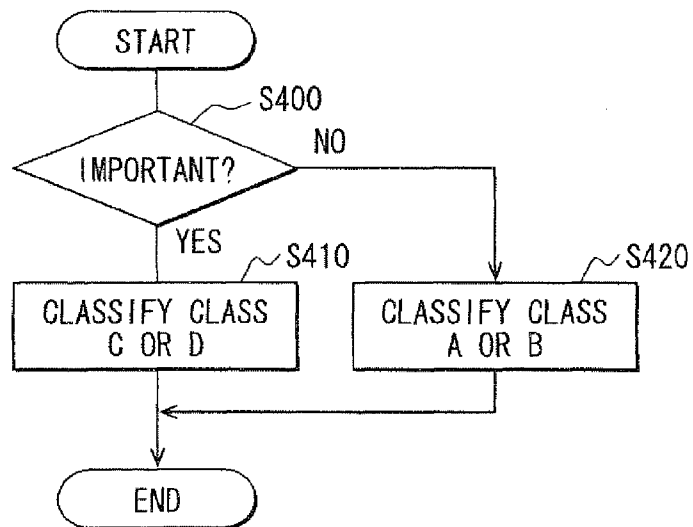 START
S400
IMPORTANT?
NO
YES
S410
S420
CLASSIFY CLASS
C OR D
CLASSIFY CLASS
A OR B
END